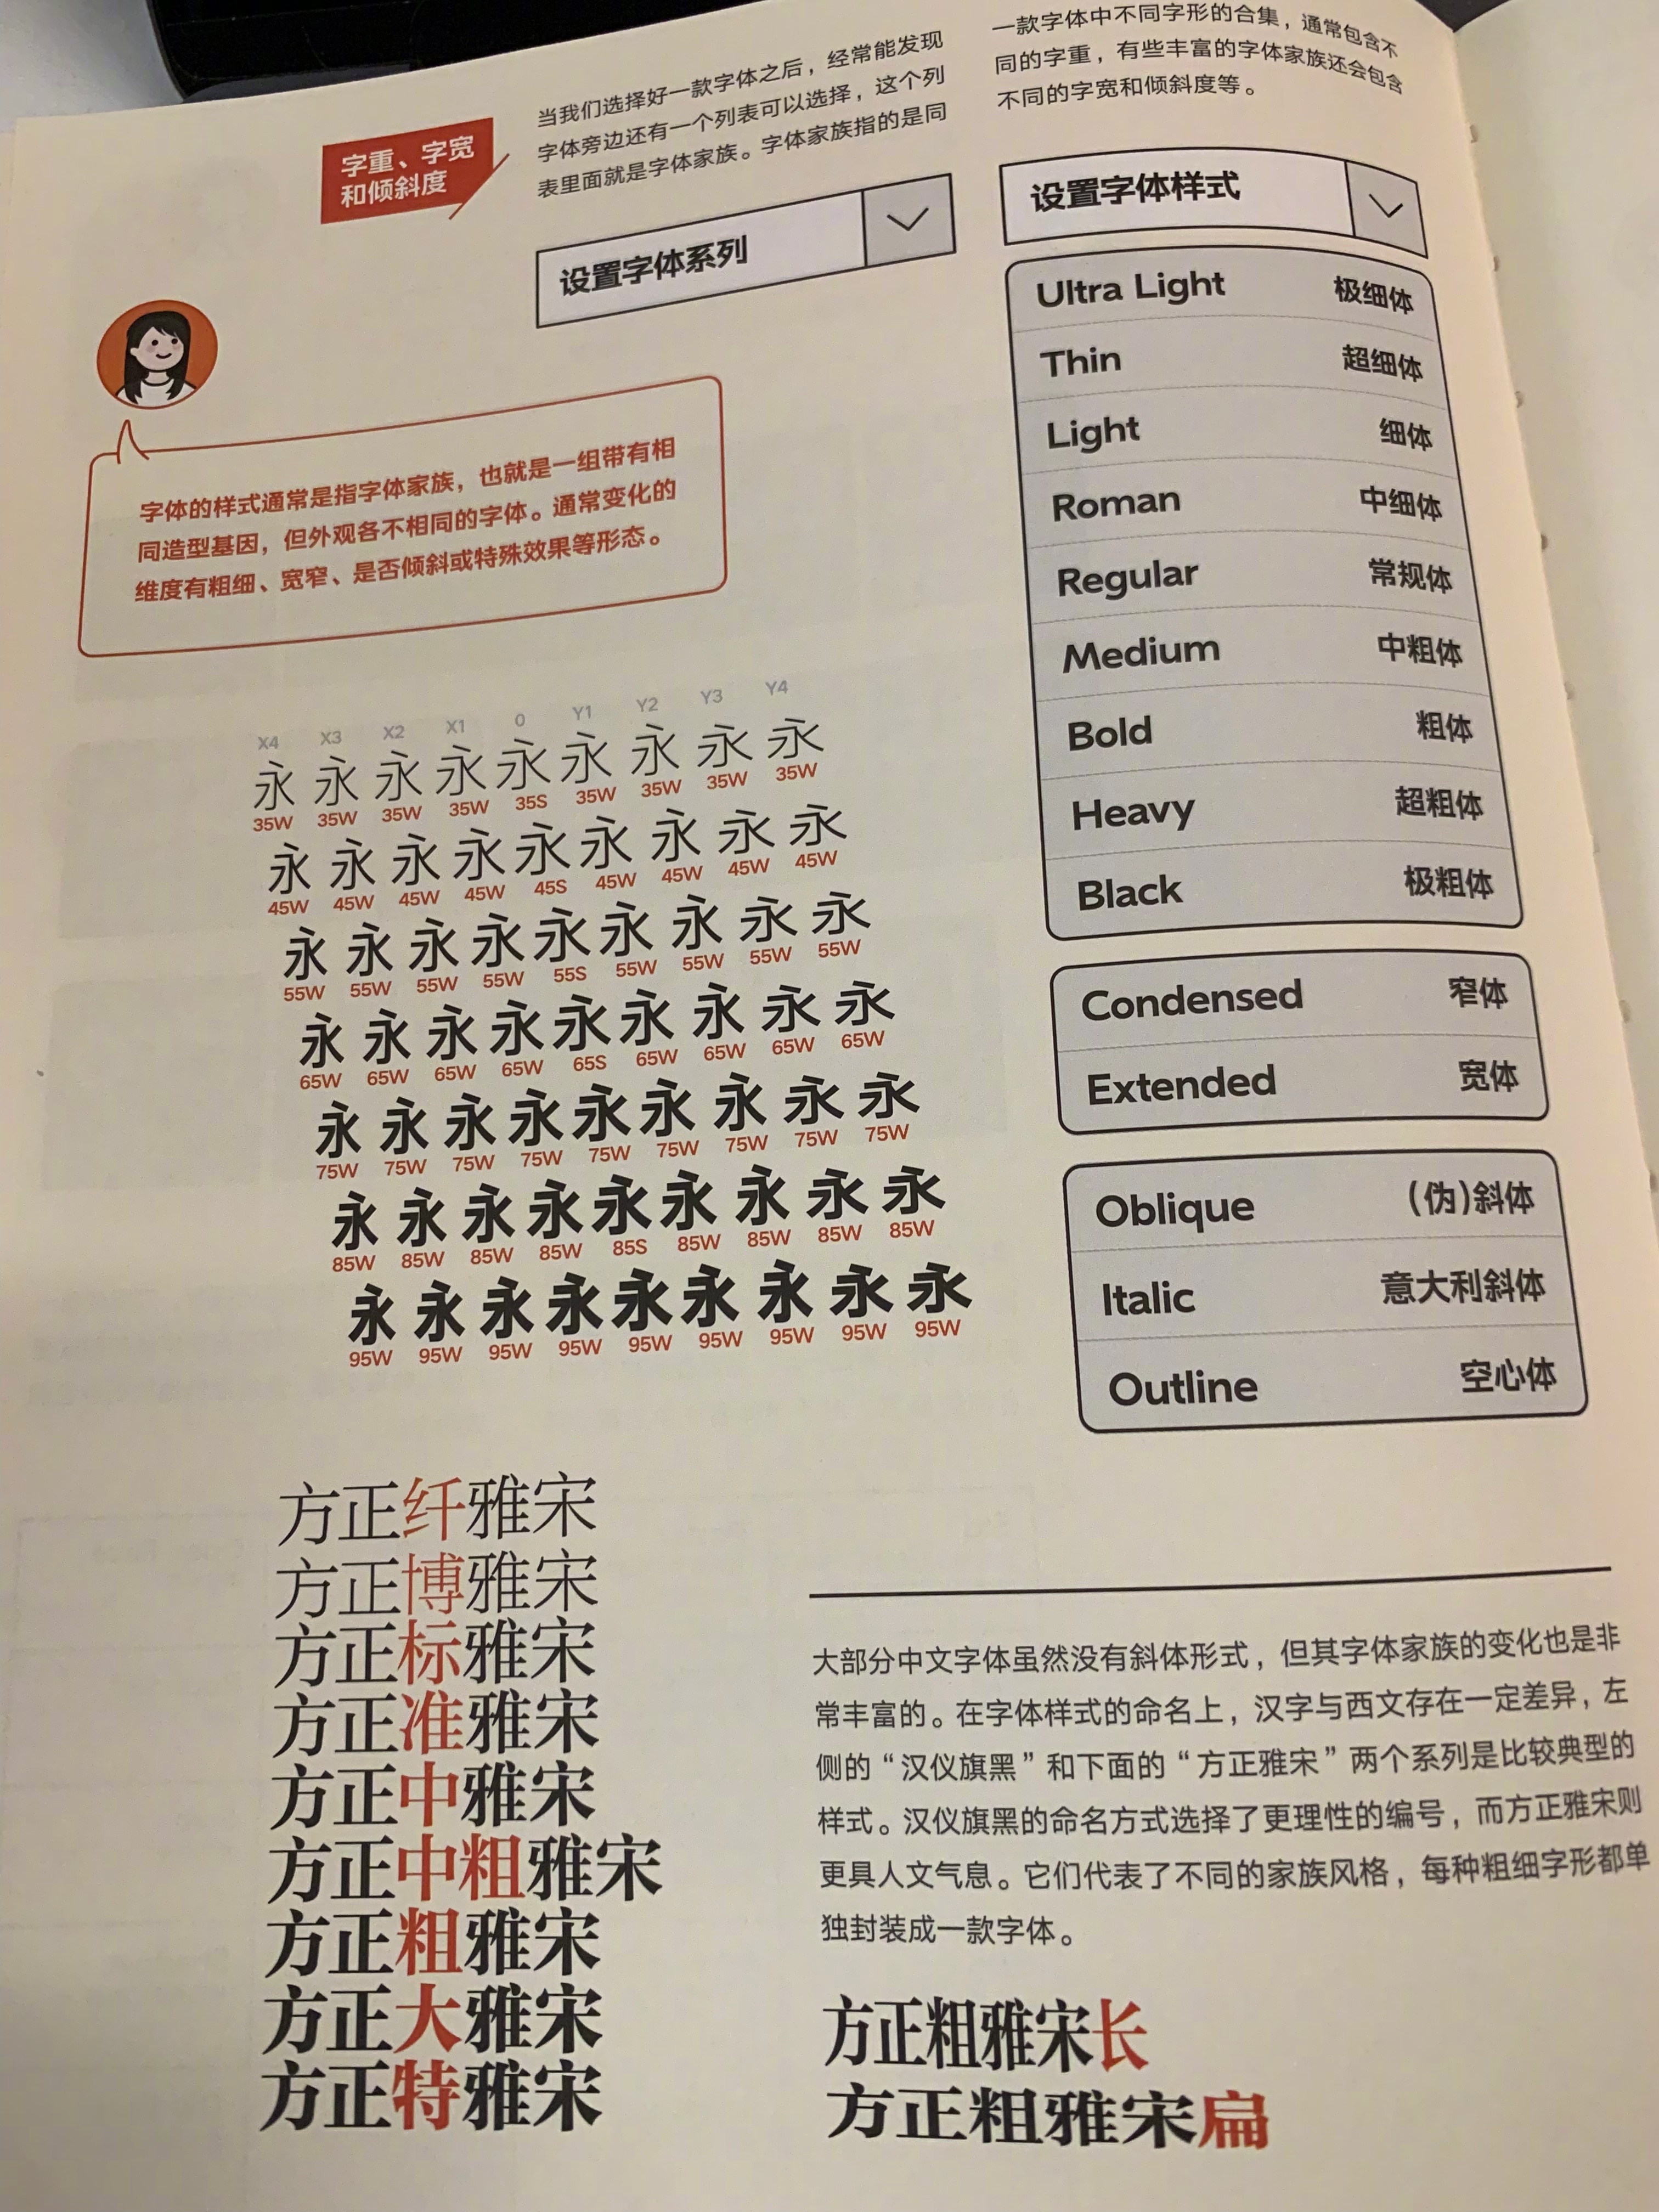 字重、字宽
和倾斜度
当我们选择好一款字体之后，经常能发现
字体旁边还有一个列表可以选择，这个列
表里面就是字体家族。字体家族指的是同
一款字体中不同字形的合集，通常包含不
同的字重，有些丰富的字体家族还会包含
不同的字宽和倾斜度等。
设置字体系列
设置字体样式
Ultra Light 极细体
Thin 超细体
Light 细体
Roman 中细体
Regular 常规体
Medium 中粗体
Bold 粗体
Heavy 超粗体
Black 极粗体
Condensed 窄体
Extended 宽体
Oblique (伪)斜体
Italic 意大利斜体
Outline 空心体
字体的样式通常是指字体家族，也就是一组带有相
同造型基因，但外观各不相同的字体。通常变化的
维度有粗细、宽窄、是否倾斜或特殊效果等形态。
X4 X3 X2 X1 0 Y1 Y2 Y3 Y4
永 永 永 永 永 永 永 永 永
35W 35W 35W 35W 35S 35W 35W 35W 35W
永 永 永 永 永 永 永 永 永
45W 45W 45W 45W 45S 45W 45W 45W 45W
永 永 永 永 永 永 永 永 永
55W 55W 55W 55W 55S 55W 55W 55W 55W
永 永 永 永 永 永 永 永 永
65W 65W 65W 65W 65S 65W 65W 65W 65W
永 永 永 永 永 永 永 永 永
75W 75W 75W 75W 75W 75W 75W 75W 75W
永 永 永 永 永 永 永 永 永
85W 85W 85W 85W 85S 85W 85W 85W 85W
永 永 永 永 永 永 永 永 永
95W 95W 95W 95W 95W 95W 95W 95W 95W
方正纤雅宋
方正博雅宋
方正标雅宋
方正准雅宋
方正中雅宋
方正中粗雅宋
方正粗雅宋
方正大雅宋
方正特雅宋
大部分中文字体虽然没有斜体形式，但其字体家族的变化也是非
常丰富的。在字体样式的命名上，汉字与西文存在一定差异，左
侧的“汉仪旗黑”和下面的“方正雅宋”两个系列是比较典型的
样式。汉仪旗黑的命名方式选择了更理性的编号，而方正雅宋则
更具人文气息。它们代表了不同的家族风格，每种粗细字形都单
独封装成一款字体。
方正粗雅宋长
方正粗雅宋扁